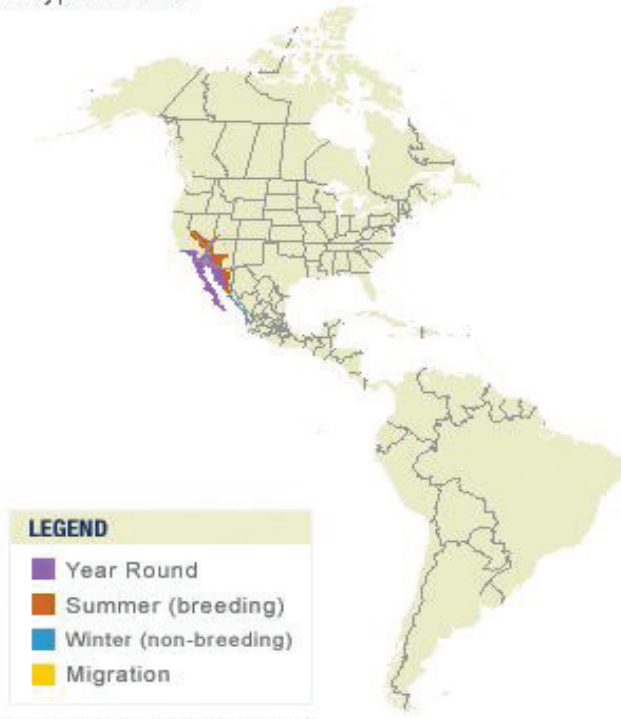 LEGEND
Year Round
Summer (breeding)
Winter (non-breeding)
Migration